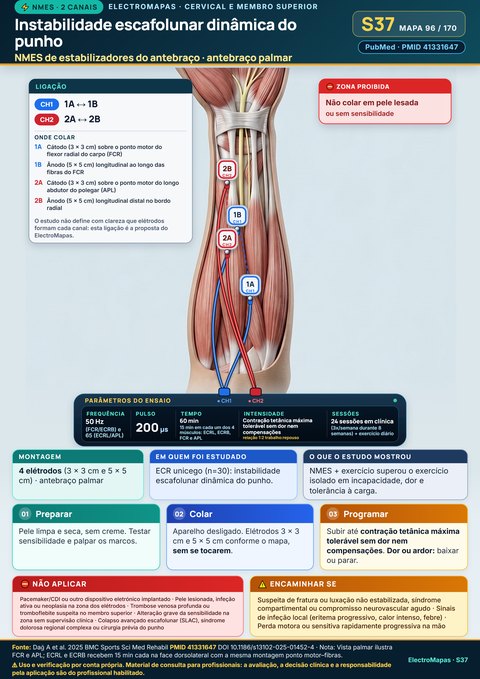 NMES · 2 CANAIS
ELECTROMAPAS · CERVICAL E MEMBRO SUPERIOR
Instabilidade escafolunar dinâmica do
punho
NMES de estabilizadores do antebraço · antebraço palmar
S37 MAPA 96 / 170
PubMed · PMID 41331647
LIGAÇÃO
CH1 1A ↔ 1B
CH2 2A ↔ 2B
ONDE COLAR
1A Cátodo (3 × 3 cm) sobre o ponto motor do
flexor radial do carpo (FCR)
1B Ânodo (5 × 5 cm) longitudinal ao longo das
fibras do FCR
2A Cátodo (3 × 3 cm) sobre o ponto motor do longo
abdutor do polegar (APL)
2B Ânodo (5 × 5 cm) longitudinal distal no bordo
radial
O estudo não define com clareza que elétrodos
formam cada canal: esta ligação é a proposta do
ElectroMapas.
ZONA PROIBIDA
Não colar em pele lesada
ou sem sensibilidade
2B
CH2
1B
CH1
2A
CH2
1A
CH1
CH1
CH2
PARÂMETROS DO ENSAIO
FREQUÊNCIA
50 Hz
(FCR/ECRB) e
65 (ECRL/APL)
PULSO
200 µs
TEMPO
60 min
15 min em cada um dos 4
músculos: ECRL, ECRB,
FCR e APL
INTENSIDADE
Contração tetânica máxima
tolerável sem dor nem
compensações
relação 1:2 trabalho:repouso
SESSÕES
24 sessões em clínica
(3x/semana durante 8
semanas) + exercício diário
MONTAGEM
4 elétrodos (3 × 3 cm e 5 × 5
cm) · antebraço palmar
EM QUEM FOI ESTUDADO
ECR unicego (n=30): instabilidade
escafolunar dinâmica do punho.
O QUE O ESTUDO MOSTROU
NMES + exercício superou o exercício
isolado em incapacidade, dor e
tolerância à carga.
01 Preparar
Pele limpa e seca, sem creme. Testar
sensibilidade e palpar os marcos.
02 Colar
Aparelho desligado. Elétrodos 3 × 3
cm e 5 × 5 cm conforme o mapa,
sem se tocarem.
03 Programar
Subir até contração tetânica máxima
tolerável sem dor nem
compensações. Dor ou ardor: baixar
ou parar.
NÃO APLICAR
Pacemaker/CDI ou outro dispositivo eletrónico implantado · Pele lesionada, infeção
ativa ou neoplasia na zona dos elétrodos · Trombose venosa profunda ou
tromboflebite suspeita no membro superior · Alteração grave da sensibilidade na
zona sem supervisão clínica · Colapso avançado escafolunar (SLAC), síndrome
dolorosa regional complexa ou cirurgia prévia do punho
ENCAMINHAR SE
Suspeita de fratura ou luxação não estabilizada, síndrome
compartimental ou compromisso neurovascular agudo · Sinais
de infeção local (eritema progressivo, calor intenso, febre) ·
Perda motora ou sensitiva rapidamente progressiva na mão
Fonte: Dag A et al. 2025 BMC Sports Sci Med Rehabil PMID 41331647 DOI 10.1186/s13102-025-01452-4 · Nota: Vista palmar ilustra
FCR e APL; ECRL e ECRB recebem 15 min cada na face dorsolateral com a mesma montagem ponto motor-fibras.
Uso e verificação por conta própria. Material de consulta para profissionais: a avaliação, a decisão clínica e a responsabilidade
pela aplicação são do profissional habilitado.
ElectroMapas · S37